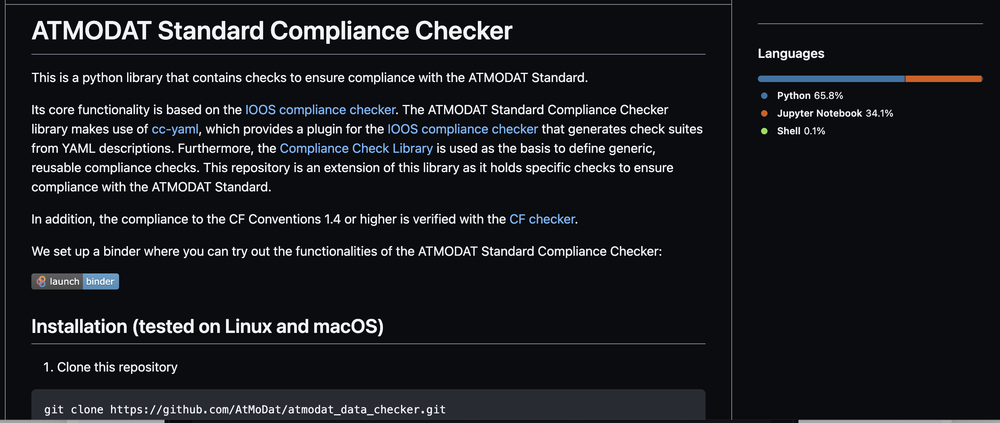 ATMODAT Standard Compliance Checker
This is a python library that contains checks to ensure compliance with the ATMODAT Standard.
Its core functionality is based on the IOOS compliance checker. The ATMODAT Standard Compliance Checker
library makes use of cc-yaml, which provides a plugin for the IOOS compliance checker that generates check suites
from YAML descriptions. Furthermore, the Compliance Check Library is used as the basis to define generic,
reusable compliance checks. This repository is an extension of this library as it holds specific checks to ensure
compliance with the ATMODAT Standard.
In addition, the compliance to the CF Conventions 1.4 or higher is verified with the CF checker.
We set up a binder where you can try out the functionalities of the ATMODAT Standard Compliance Checker:
launch binder
Installation (tested on Linux and macOS)
1. Clone this repository
git clone https://github.com/AtMoDat/atmodat_data_checker.git
Languages
Python 65.8%
Jupyter Notebook 34.1%
Shell 0.1%